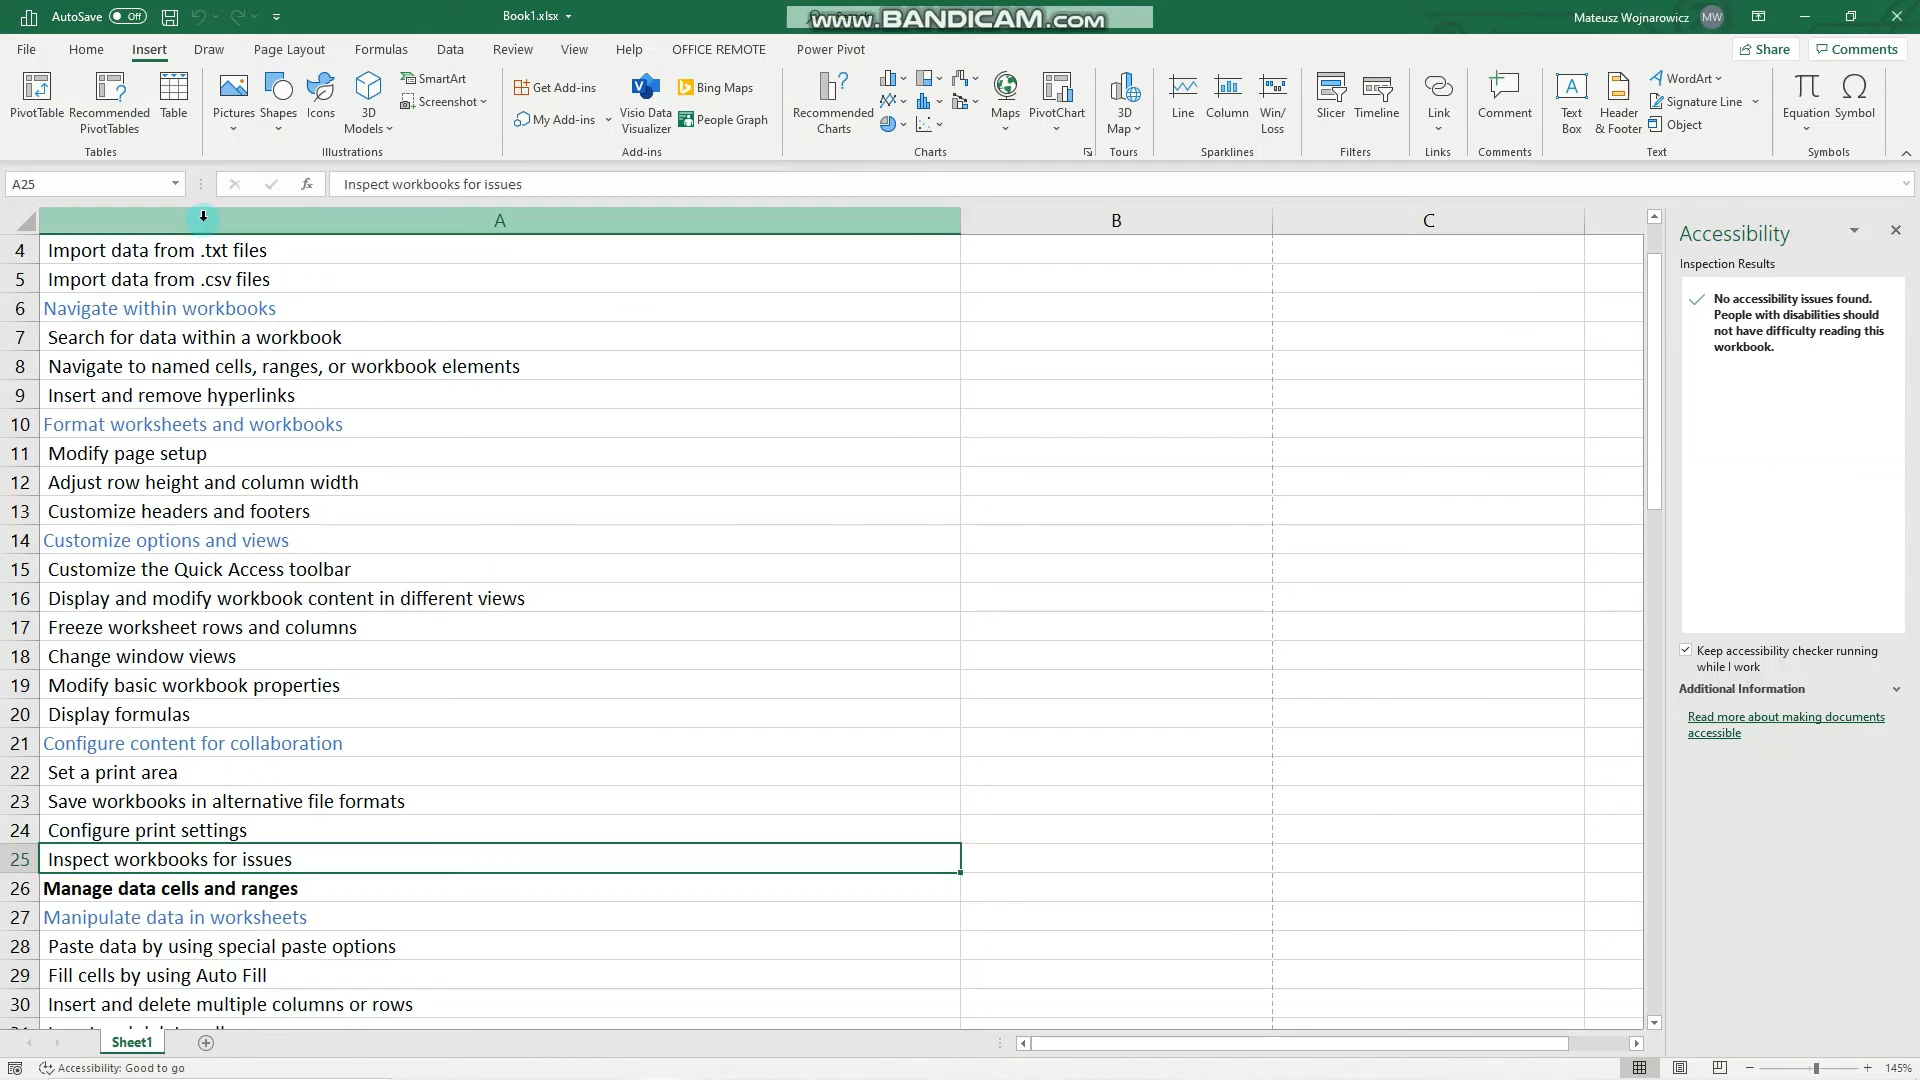 AutoSave Off Book1.xlsx www.BANDICAM.com Mateusz Wojnarowicz MW
File Home Insert Draw Page Layout Formulas Data Review View Help OFFICE REMOTE Power Pivot Share Comments
PivotTable
Recommended
PivotTables
Table
Tables
Pictures
Shapes
Icons
3D
Models
SmartArt
Screenshot
Illustrations
Get Add-ins
My Add-ins
Visio Data
Visualizer
Bing Maps
People Graph
Add-ins
Recommended
Charts
Maps
PivotChart
Charts
3D
Map
Tours
Line
Column
Win/
Loss
Sparklines
Slicer
Timeline
Filters
Link
Links
Comment
Comments
Text
Box
Header
& Footer
WordArt
Signature Line
Object
Text
Equation
Symbol
Symbols
A25 fx Inspect workbooks for issues
A B C
4 Import data from .txt files
5 Import data from .csv files
6 Navigate within workbooks
7 Search for data within a workbook
8 Navigate to named cells, ranges, or workbook elements
9 Insert and remove hyperlinks
10 Format worksheets and workbooks
11 Modify page setup
12 Adjust row height and column width
13 Customize headers and footers
14 Customize options and views
15 Customize the Quick Access toolbar
16 Display and modify workbook content in different views
17 Freeze worksheet rows and columns
18 Change window views
19 Modify basic workbook properties
20 Display formulas
21 Configure content for collaboration
22 Set a print area
23 Save workbooks in alternative file formats
24 Configure print settings
25 Inspect workbooks for issues
26 Manage data cells and ranges
27 Manipulate data in worksheets
28 Paste data by using special paste options
29 Fill cells by using Auto Fill
30 Insert and delete multiple columns or rows
Accessibility
Inspection Results
No accessibility issues found.
People with disabilities should
not have difficulty reading this
workbook.
Keep accessibility checker running
while I work
Additional Information
Read more about making documents
accessible
Sheet1
Accessibility: Good to go
145%